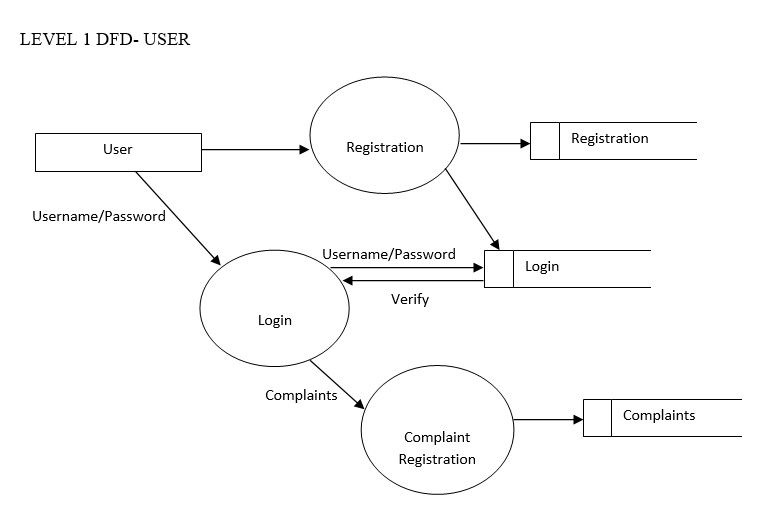 LEVEL 1 DFD- USER
User
Registration
Registration
Username/Password
Username/Password
Login
Verify
Login
Complaints
Complaint
Registration
Complaints